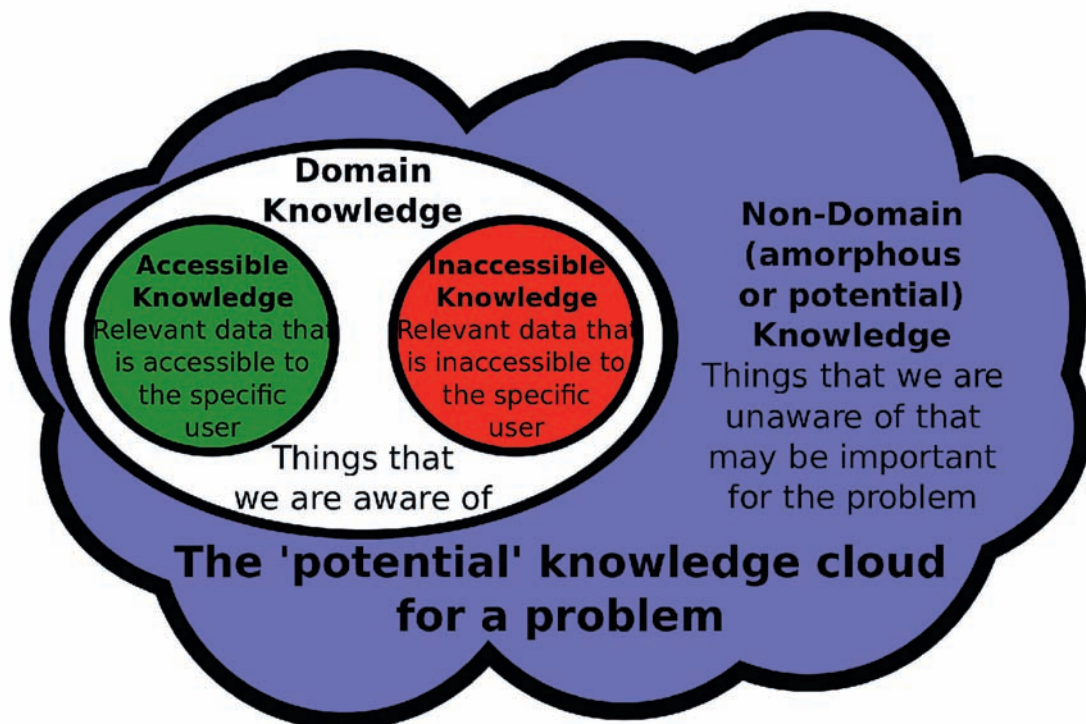 Domain
Knowledge
Accessible
Knowledge
Relevant data that
is accessible to
the specific
user
Inaccessible
Knowledge
Relevant data that
is inaccessible to
the specific
user
Things that
we are aware of
Non-Domain
(amorphous
or potential)
Knowledge
Things that we are
unaware of that
may be important
for the problem
The 'potential' knowledge cloud
for a problem